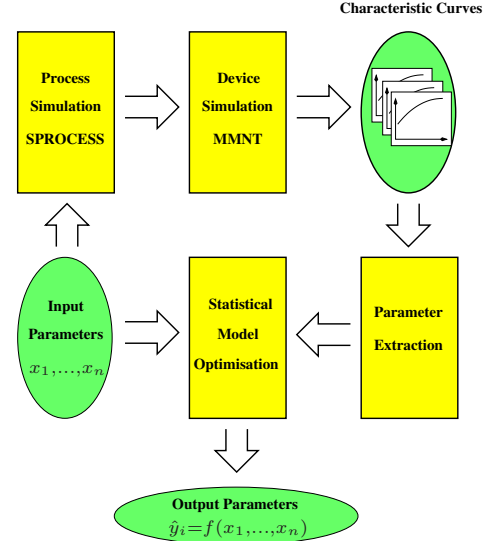 Characteristic Curves
Process
Simulation
SPROCESS
Device
Simulation
MMNT
Input
Parameters
x₁,...,xₙ
Statistical
Model
Optimisation
Parameter
Extraction
Output Parameters
ŷᵢ=f(x₁,...,xₙ)